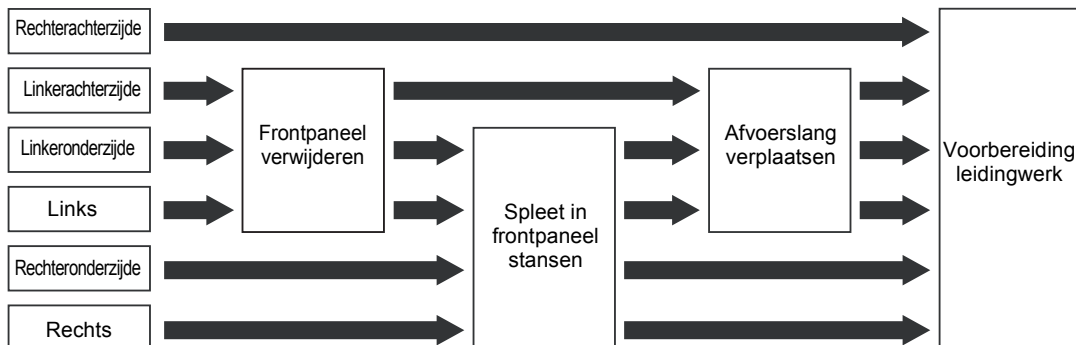 Rechterachterzijde
Linkerachterzijde
Linkeronderzijde
Links
Rechteronderzijde
Rechts
Frontpaneel
verwijderen
Spleet in
frontpaneel
stansen
Afvoerslang
verplaatsen
Voorbereiding
leidingwerk